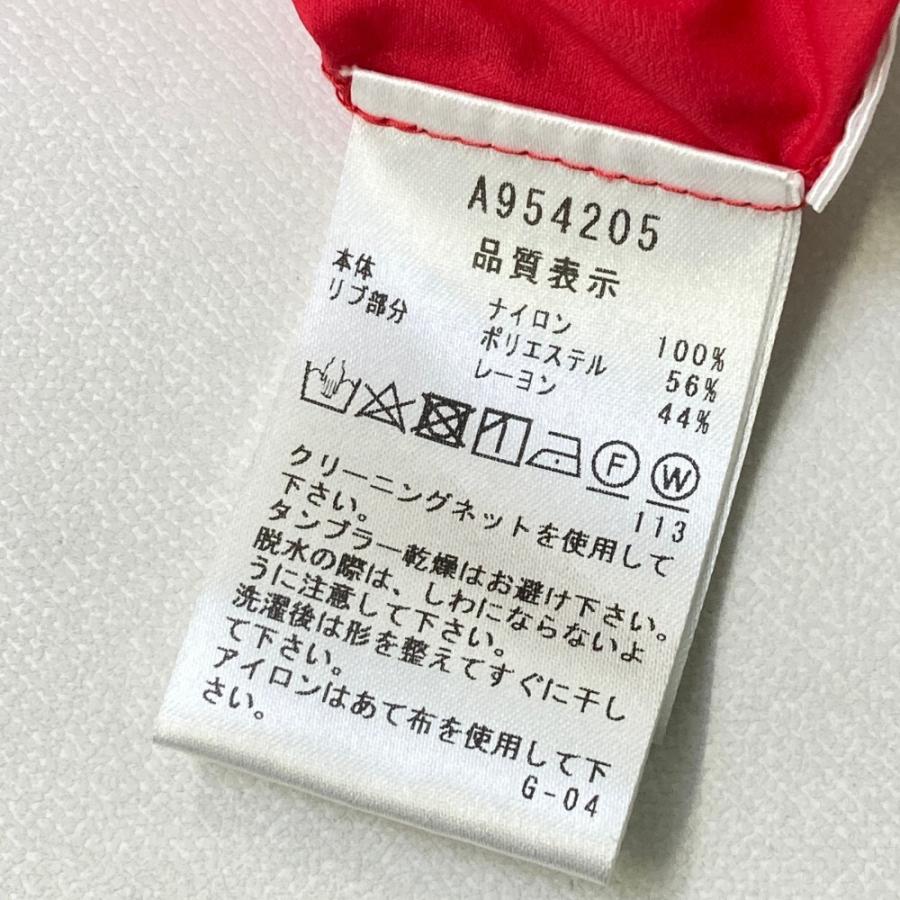 A954205
品質表示
本体 ナイロン 100%
リブ部分 ポリエステル 56%
レーヨン 44%
F W
113
クリーニングネットを使用して
下さい。
タンブラー乾燥はお避け下さい。
脱水の際は、しわにならないよ
うに注意して下さい。
洗濯後は形を整えてすぐに干し
て下さい。
アイロンはあて布を使用して下
さい。
G-04